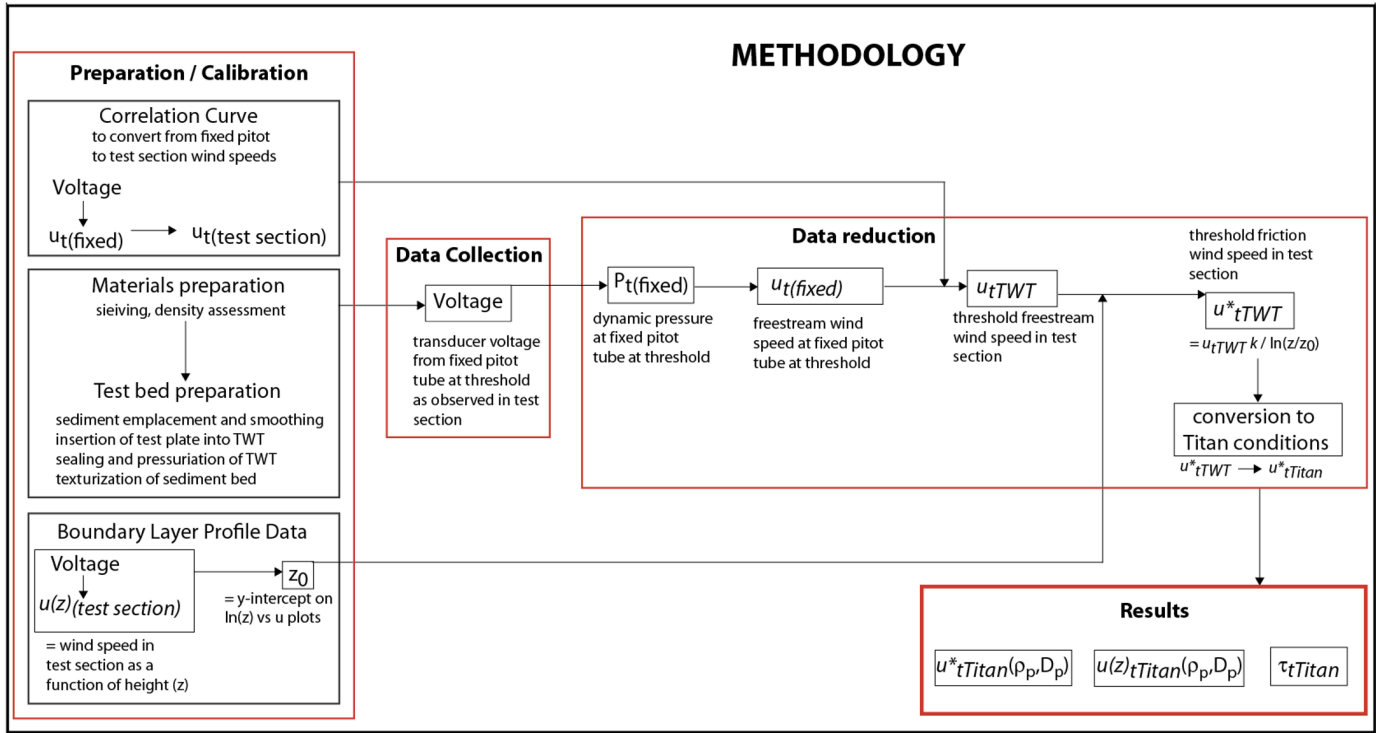 METHODOLOGY
Preparation / Calibration
Correlation Curve
to convert from fixed pitot
to test section wind speeds
Voltage
ut(fixed)
ut(test section)
Materials preparation
sieiving, density assessment
Test bed preparation
sediment emplacement and smoothing
insertion of test plate into TWT
sealing and pressuriation of TWT
texturization of sediment bed
Boundary Layer Profile Data
Voltage
u(z)(test section)
= wind speed in
test section as a
function of height (z)
z0
= y-intercept on
ln(z) vs u plots
Data Collection
Voltage
transducer voltage
from fixed pitot
tube at threshold
as observed in test
section
Data reduction
Pt(fixed)
dynamic pressure
at fixed pitot
tube at threshold
ut(fixed)
freestream wind
speed at fixed pitot
tube at threshold
utTWT
threshold freestream
wind speed in test
section
threshold friction
wind speed in test
section
u*tTWT
= utTWT k / ln(z/z0)
conversion to
Titan conditions
u*tTWT u*tTitan
Results
u*tTitan(ρp,Dp)
u(z)tTitan(ρp,Dp)
τtTitan